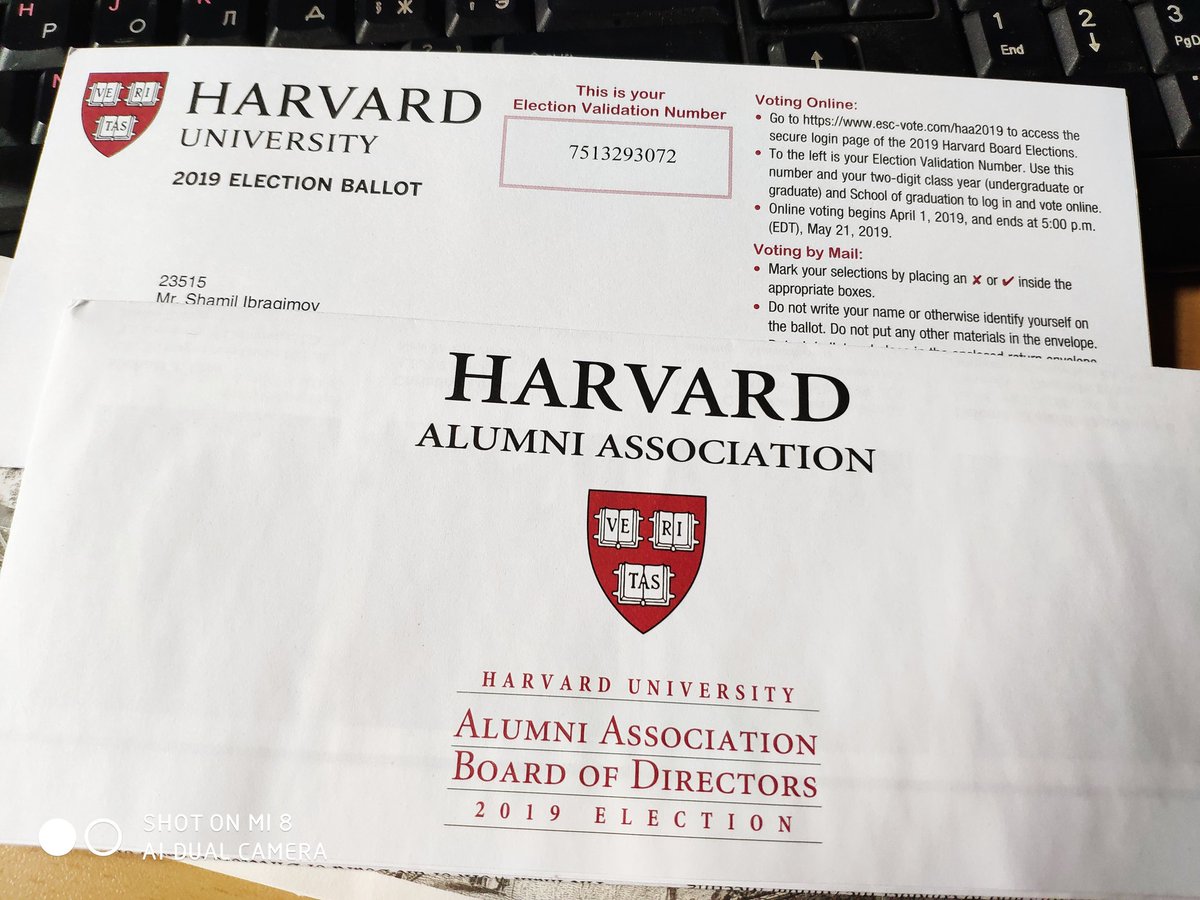 Н
Р
О
Л
Д
Ж
1
End
2
↓
3
PgD
VE RI
TAS
HARVARD
UNIVERSITY
2019 ELECTION BALLOT
This is your
Election Validation Number
7513293072
Voting Online:
• Go to https://www.esc-vote.com/haa2019 to access the
secure login page of the 2019 Harvard Board Elections.
• To the left is your Election Validation Number. Use this
number and your two-digit class year (undergraduate or
graduate) and School of graduation to log in and vote online.
• Online voting begins April 1, 2019, and ends at 5:00 p.m.
(EDT), May 21, 2019.
Voting by Mail:
• Mark your selections by placing an ✘ or ✔ inside the
appropriate boxes.
• Do not write your name or otherwise identify yourself on
the ballot. Do not put any other materials in the envelope.
23515
Mr. Shamil Ibragimov
HARVARD
ALUMNI ASSOCIATION
VE RI
TAS
HARVARD UNIVERSITY
ALUMNI ASSOCIATION
BOARD OF DIRECTORS
2019 ELECTION
SHOT ON MI 8
AI DUAL CAMERA